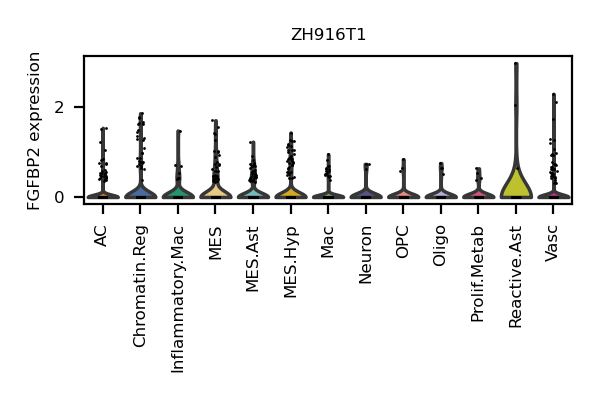 ZH916T1
FGFBP2 expression
2
0
AC
Chromatin.Reg
Inflammatory.Mac
MES
MES.Ast
MES.Hyp
Mac
Neuron
OPC
Oligo
Prolif.Metab
Reactive.Ast
Vasc